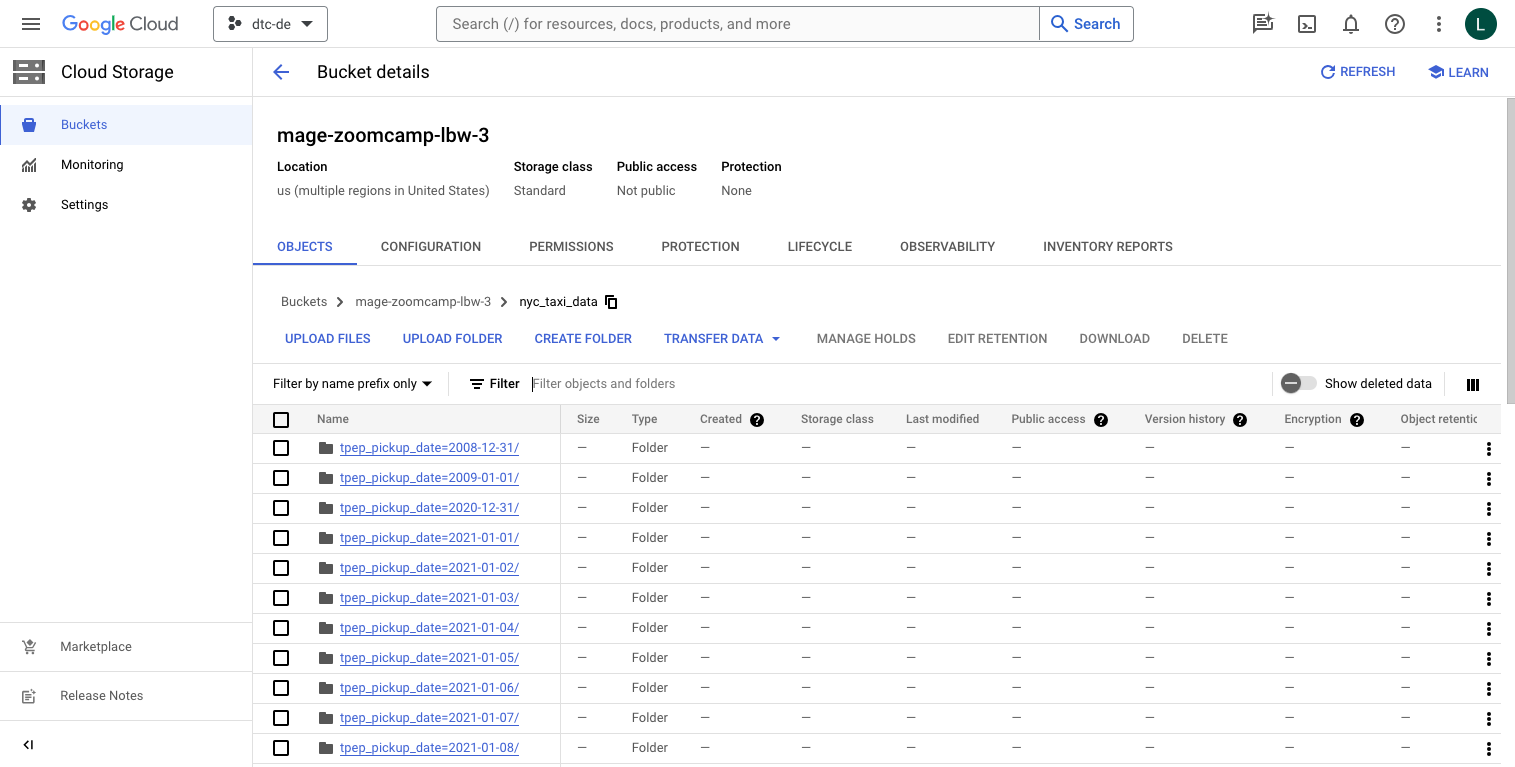 Google Cloud dtc-de Search (/) for resources, docs, products, and more Search L
Cloud Storage Bucket details REFRESH LEARN
Buckets
Monitoring
Settings
Marketplace
Release Notes
mage-zoomcamp-lbw-3
Location Storage class Public access Protection
us (multiple regions in United States) Standard Not public None
OBJECTS CONFIGURATION PERMISSIONS PROTECTION LIFECYCLE OBSERVABILITY INVENTORY REPORTS
Buckets > mage-zoomcamp-lbw-3 > nyc_taxi_data
UPLOAD FILES UPLOAD FOLDER CREATE FOLDER TRANSFER DATA MANAGE HOLDS EDIT RETENTION DOWNLOAD DELETE
Filter by name prefix only Filter Filter objects and folders Show deleted data
Name Size Type Created Storage class Last modified Public access Version history Encryption Object retentic
tpep_pickup_date=2008-12-31/ — Folder — — — — — — —
tpep_pickup_date=2009-01-01/ — Folder — — — — — — —
tpep_pickup_date=2020-12-31/ — Folder — — — — — — —
tpep_pickup_date=2021-01-01/ — Folder — — — — — — —
tpep_pickup_date=2021-01-02/ — Folder — — — — — — —
tpep_pickup_date=2021-01-03/ — Folder — — — — — — —
tpep_pickup_date=2021-01-04/ — Folder — — — — — — —
tpep_pickup_date=2021-01-05/ — Folder — — — — — — —
tpep_pickup_date=2021-01-06/ — Folder — — — — — — —
tpep_pickup_date=2021-01-07/ — Folder — — — — — — —
tpep_pickup_date=2021-01-08/ — Folder — — — — — — —